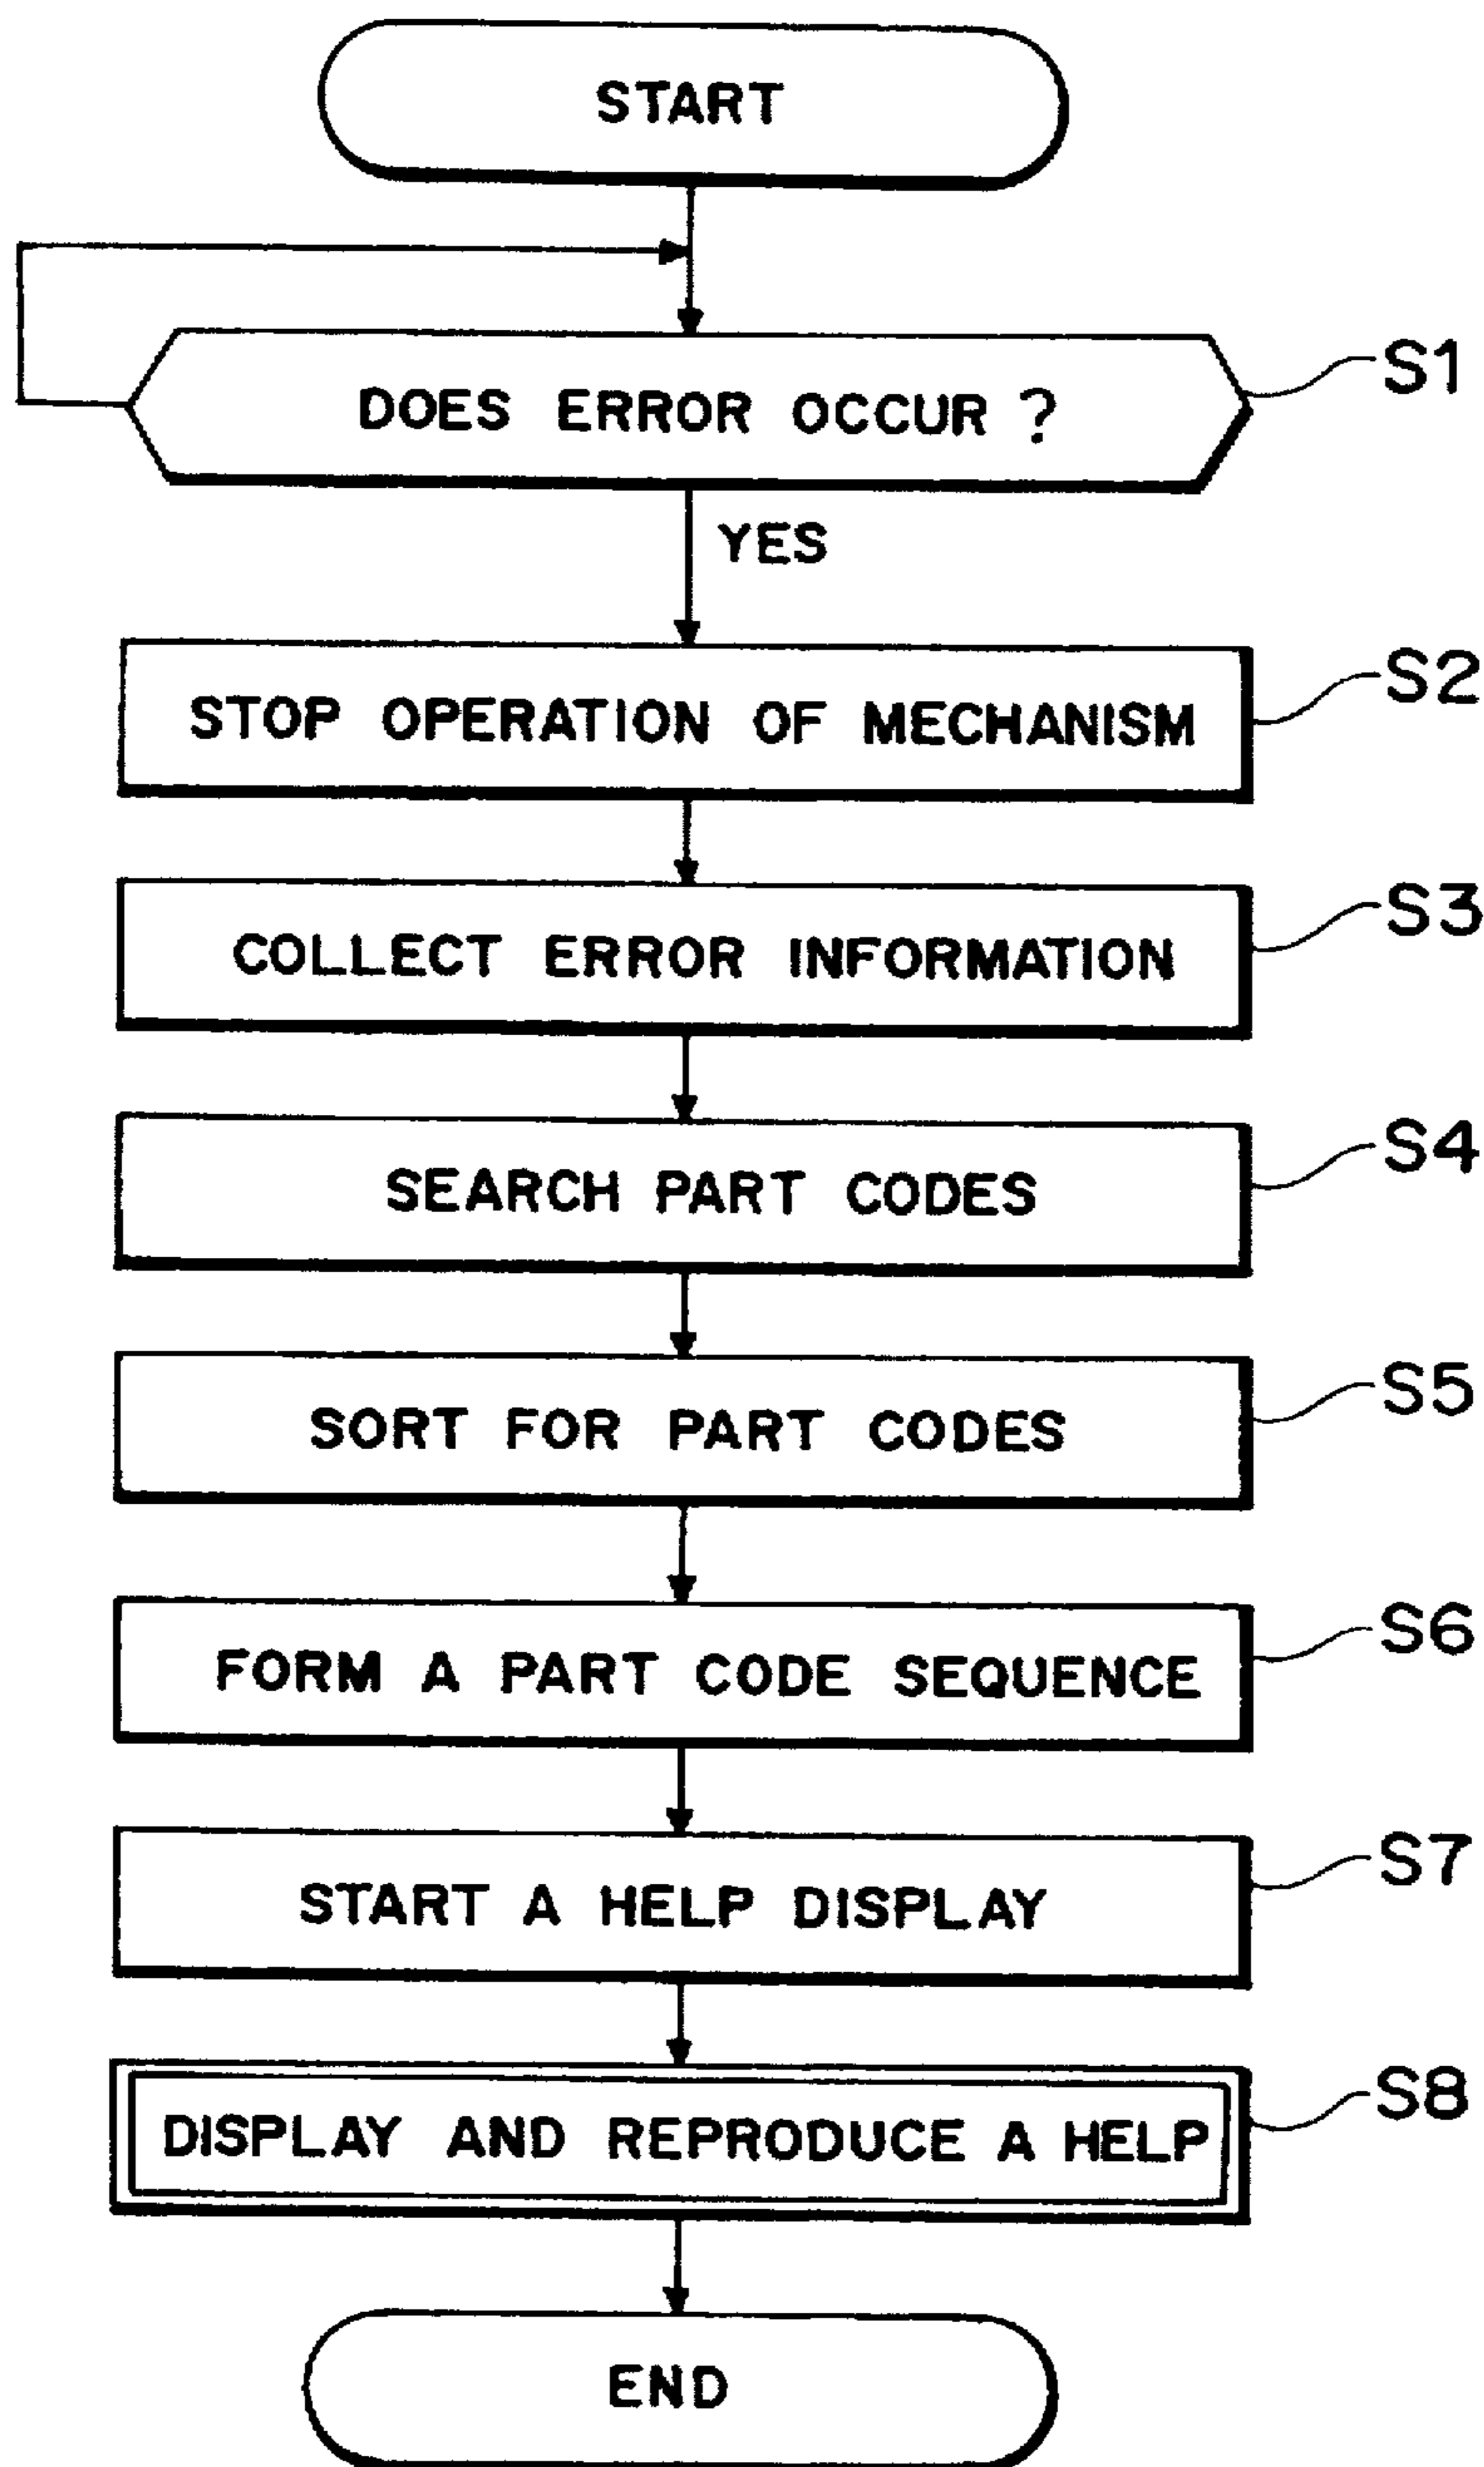 START
DOES ERROR OCCUR ?
S1
YES
STOP OPERATION OF MECHANISM
S2
COLLECT ERROR INFORMATION
S3
SEARCH PART CODES
S4
SORT FOR PART CODES
S5
FORM A PART CODE SEQUENCE
S6
START A HELP DISPLAY
S7
DISPLAY AND REPRODUCE A HELP
S8
END